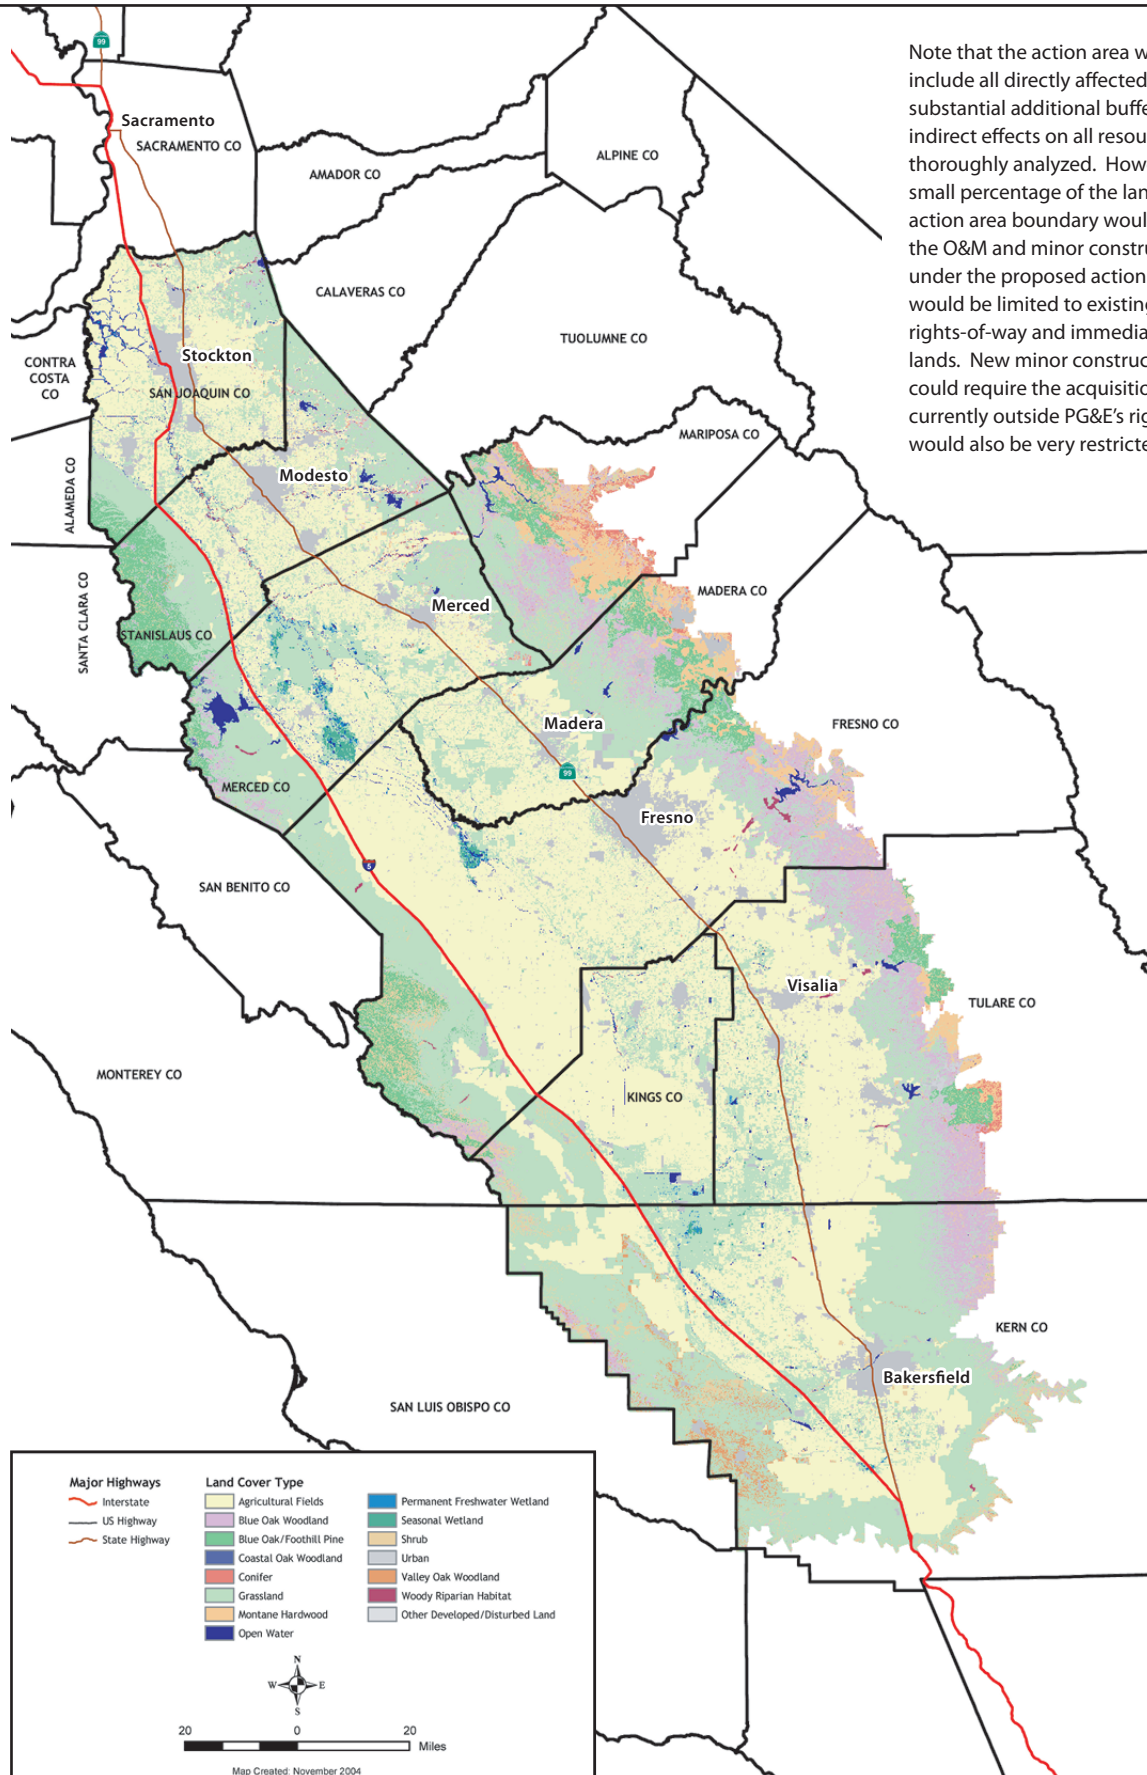 Note that the action area w
include all directly affected
substantial additional buffe
indirect effects on all resou
thoroughly analyzed. How
small percentage of the lan
action area boundary woul
the O&M and minor constru
under the proposed action
would be limited to existing
rights-of-way and immedia
lands. New minor construc
could require the acquisitio
currently outside PG&E's rig
would also be very restricte
99
Sacramento
SACRAMENTO CO
AMADOR CO
ALPINE CO
CALAVERAS CO
TUOLUMNE CO
CONTRA
COSTA
CO
Stockton
SAN JOAQUIN CO
MARIPOSA CO
Modesto
ALAMEDA CO
SANTA CLARA CO
STANISLAUS CO
Merced
MADERA CO
Madera
FRESNO CO
99
MERCED CO
Fresno
5
SAN BENITO CO
Visalia
TULARE CO
MONTEREY CO
KINGS CO
KERN CO
Bakersfield
SAN LUIS OBISPO CO
Major Highways
Interstate
US Highway
State Highway
Land Cover Type
Agricultural Fields
Blue Oak Woodland
Blue Oak/Foothill Pine
Coastal Oak Woodland
Conifer
Grassland
Montane Hardwood
Open Water
Permanent Freshwater Wetland
Seasonal Wetland
Shrub
Urban
Valley Oak Woodland
Woody Riparian Habitat
Other Developed/Disturbed Land
N
W E
S
20 0 20
Miles
Map Created: November 2004